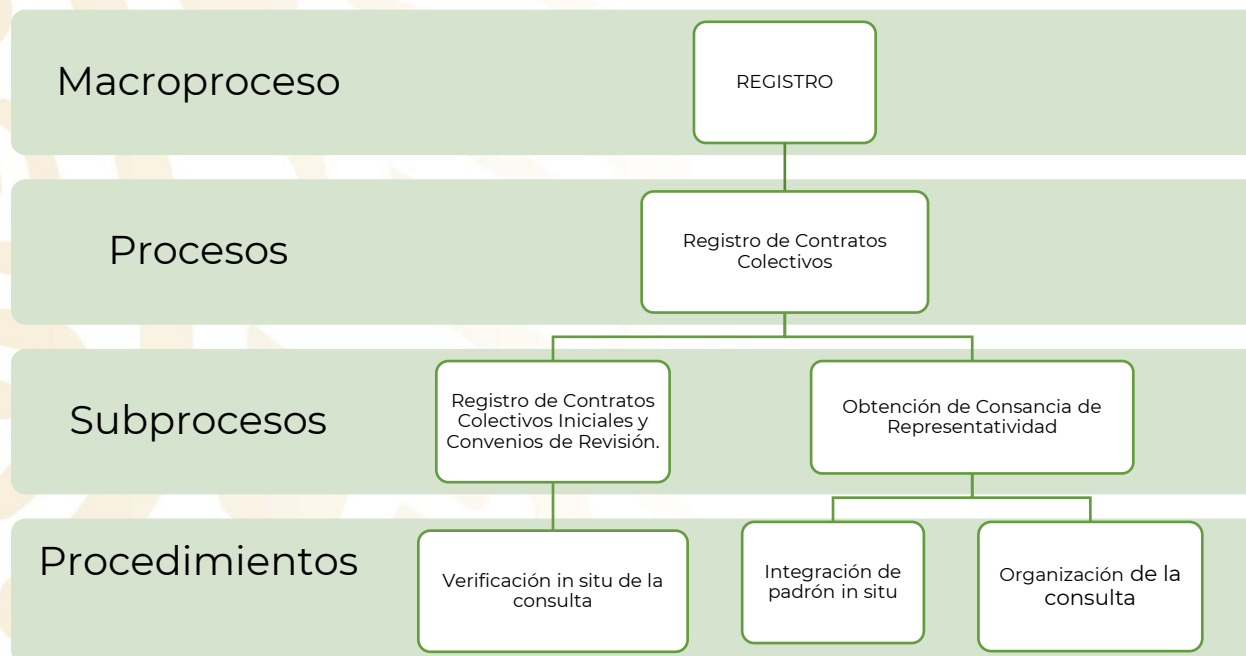 Macroproceso
REGISTRO
Procesos
Registro de Contratos
Colectivos
Subprocesos
Registro de Contratos
Colectivos Iniciales y
Convenios de Revisión.
Obtención de Consancia de
Representatividad
Procedimientos
Verificación in situ de la
consulta
Integración de
padrón in situ
Organización de la
consulta